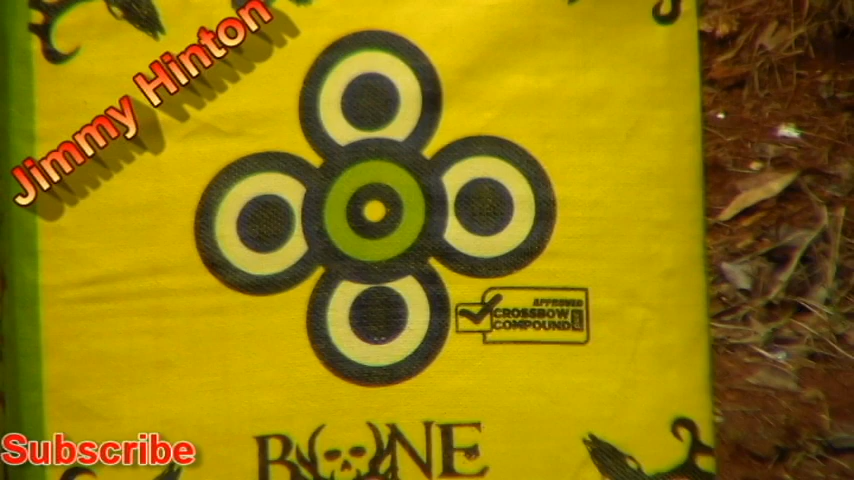 Jimmy Hinton
APPROVED
CROSSBOW
COMPOUND
BONE
Subscribe